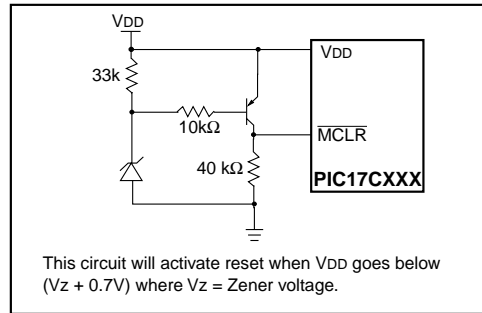 VDD
33k
VDD
10kΩ
MCLR
40 kΩ
PIC17CXXX
This circuit will activate reset when VDD goes below
(Vz + 0.7V) where Vz = Zener voltage.